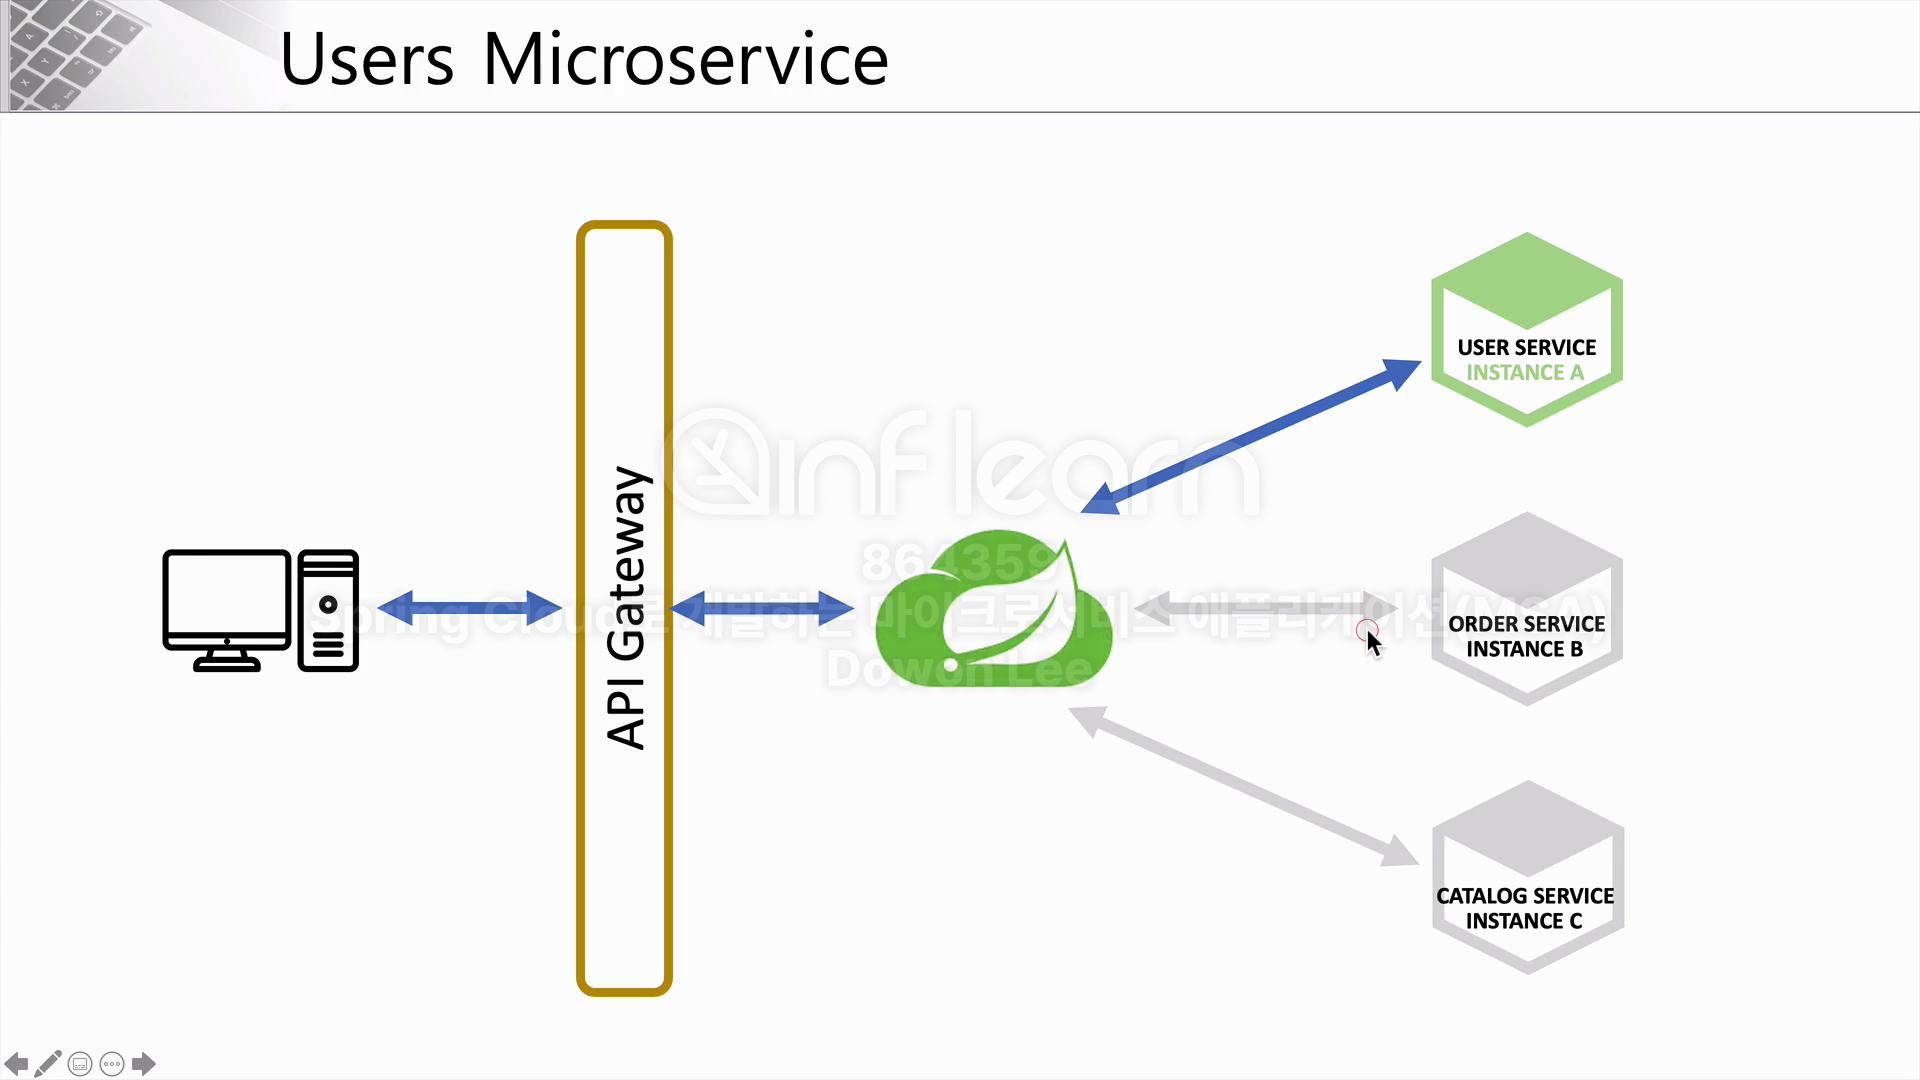 Users Microservice
API Gateway
USER SERVICE
INSTANCE A
ORDER SERVICE
INSTANCE B
CATALOG SERVICE
INSTANCE C
inflearn
864359
Spring Cloud로 개발하는 마이크로서비스 애플리케이션(MSA)
Dowon Lee